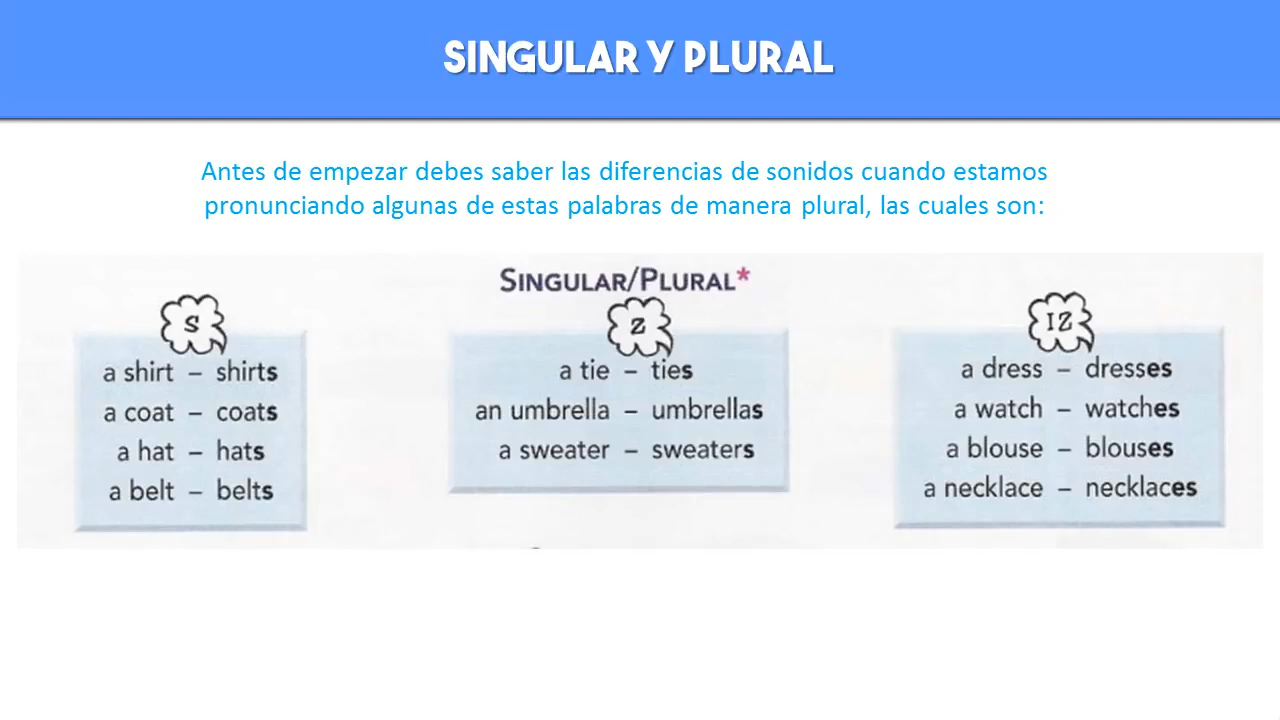 SINGULAR Y PLURAL
Antes de empezar debes saber las diferencias de sonidos cuando estamos
pronunciando algunas de estas palabras de manera plural, las cuales son:
SINGULAR/PLURAL*
S
a shirt – shirts
a coat – coats
a hat – hats
a belt – belts
Z
a tie – ties
an umbrella – umbrellas
a sweater – sweaters
IZ
a dress – dresses
a watch – watches
a blouse – blouses
a necklace – necklaces